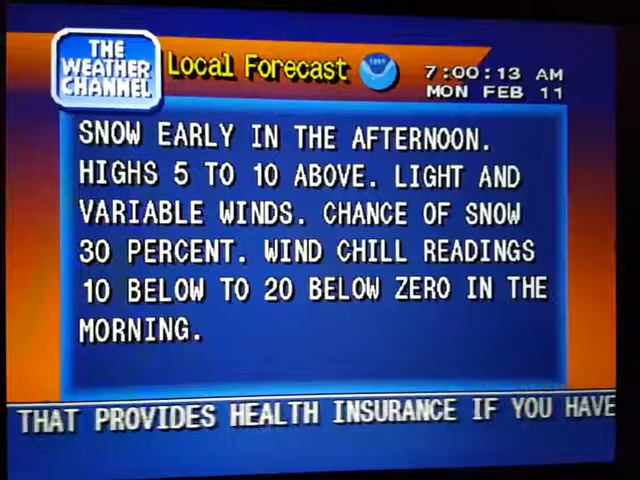 THE
WEATHER
CHANNEL
Local Forecast
7:00:13 AM
MON FEB 11
SNOW EARLY IN THE AFTERNOON.
HIGHS 5 TO 10 ABOVE. LIGHT AND
VARIABLE WINDS. CHANCE OF SNOW
30 PERCENT. WIND CHILL READINGS
10 BELOW TO 20 BELOW ZERO IN THE
MORNING.
THAT PROVIDES HEALTH INSURANCE IF YOU HAVE